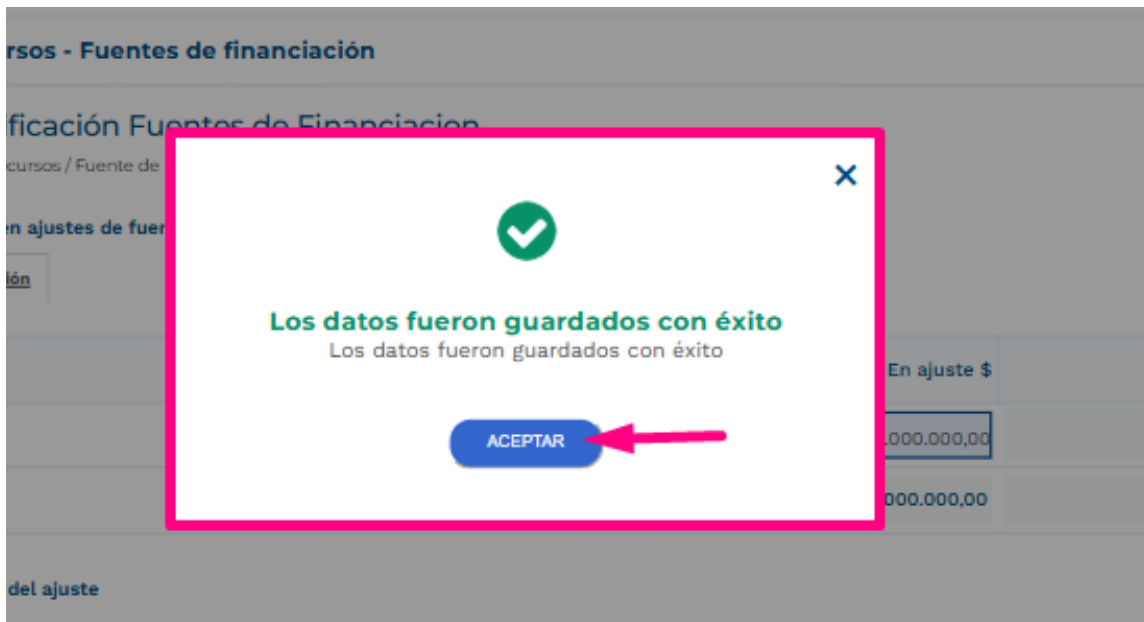 rsos - Fuentes de financiación
ificación Fuentes de Financiacion
cursos / Fuente de
en ajustes de fuer
ión
Los datos fueron guardados con éxito
Los datos fueron guardados con éxito
En ajuste $
ACEPTAR
.000.000,00
000.000,00
del ajuste